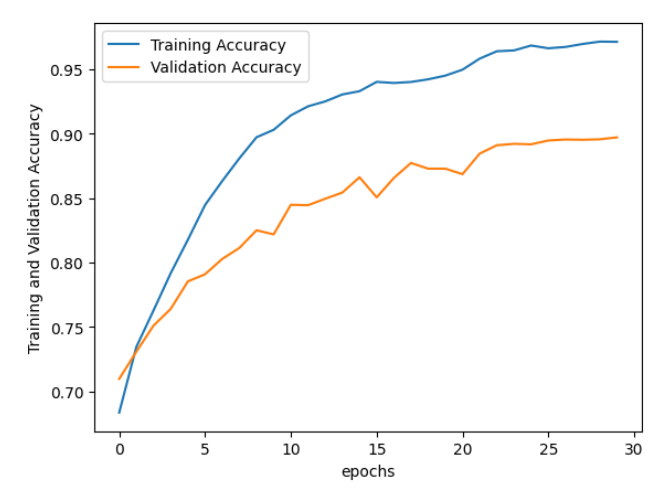 Training Accuracy
Validation Accuracy
Training and Validation Accuracy
0.95
0.90
0.85
0.80
0.75
0.70
0 5 10 15 20 25 30
epochs